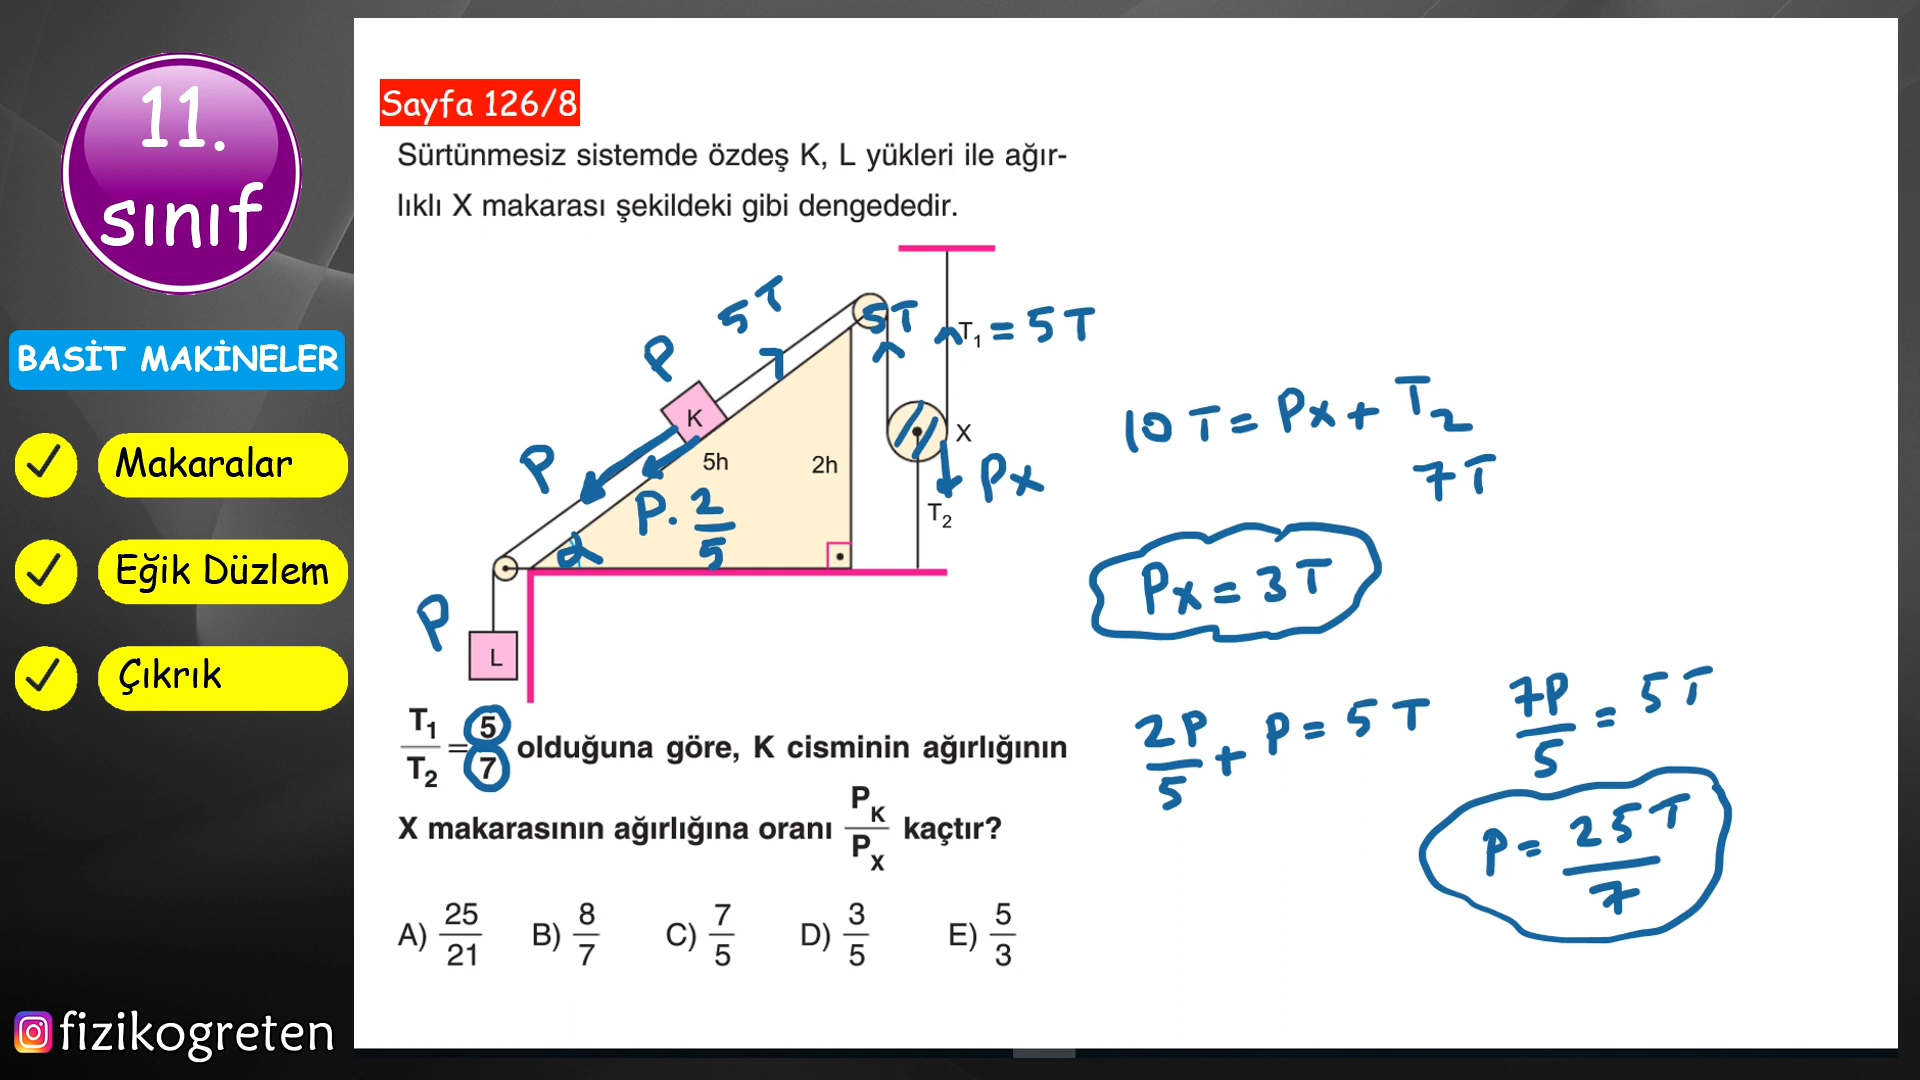 11.
sınıf
BASİT MAKİNELER
Makaralar
Eğik Düzlem
Çıkrık
fizikogreten
Sayfa 126/8
Sürtünmesiz sistemde özdeş K, L yükleri ile ağır-
lıklı X makarası şekildeki gibi dengededir.
5T
P
5T
T₁ = 5T
K
X
P
5h
2h
Px
P. 2/5
T₂
α
P
L
10T = Px + T₂
7T
Px = 3T
2P/5 + P = 5T
7P/5 = 5T
P = 25T/7
T₁/T₂ = 5/7 olduğuna göre, K cisminin ağırlığının
X makarasının ağırlığına oranı P_K/P_X kaçtır?
A) 25/21 B) 8/7 C) 7/5 D) 3/5 E) 5/3